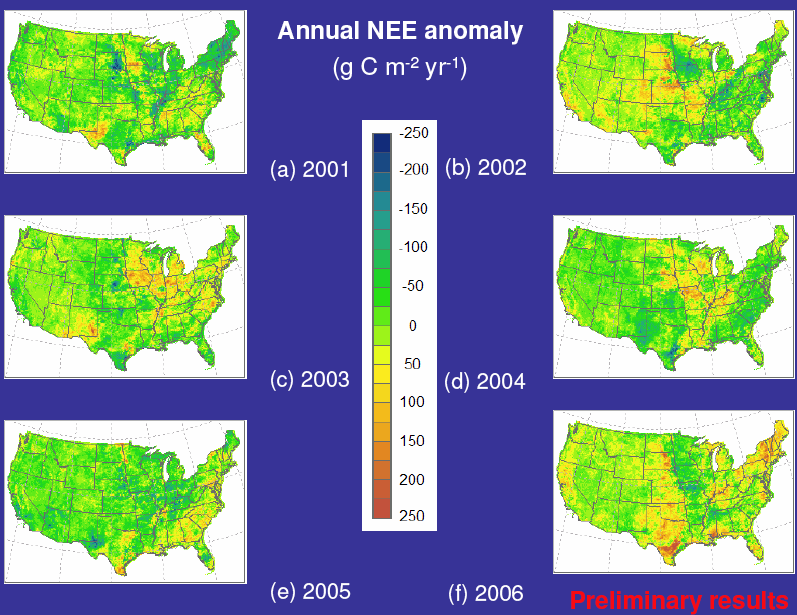 Annual NEE anomaly
(g C m-2 yr-1)
(a) 2001
(b) 2002
-250
-200
-150
-100
-50
0
50
100
150
200
250
(c) 2003
(d) 2004
(e) 2005
(f) 2006
Preliminary results